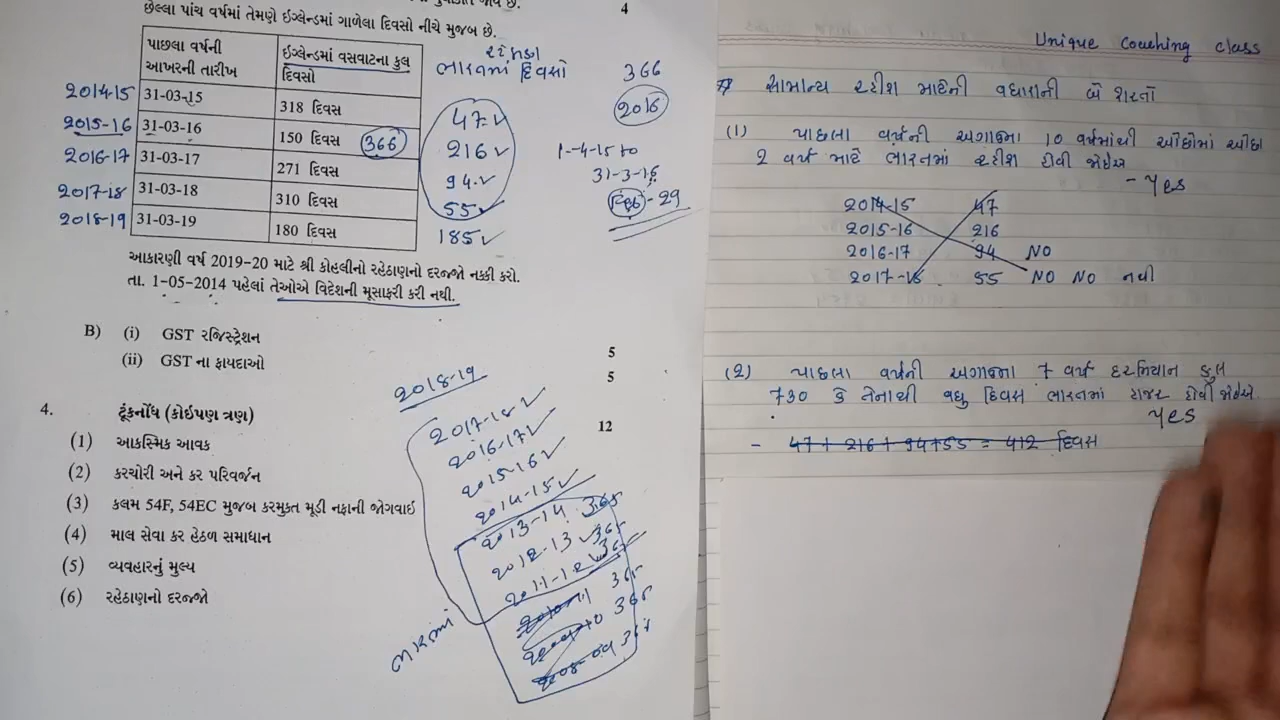 છેલ્લા પાંચ વર્ષમાં તેમણે ઈંગ્લેન્ડમાં ગાળેલા દિવસો નીચે મુજબ છે.
4
પાછલા વર્ષની આખરની તારીખ
ઈંગ્લેન્ડમાં વસવાટના કુલ દિવસો
ભારતમાં દિવસો
366
2016
2014-15 31-03-15 318 દિવસ 47 ✓
2015-16 31-03-16 150 દિવસ 366 216 ✓
2016-17 31-03-17 271 દિવસ 94 ✓
2017-18 31-03-18 310 દિવસ 55 ✓
2018-19 31-03-19 180 દિવસ 185 ✓
1-4-15 to
31-3-16
- 29
આકારણી વર્ષ 2019-20 માટે શ્રી કોહલીનો રહેઠાણનો દરજ્જો નક્કી કરો.
તા. 1-05-2014 પહેલાં તેઓએ વિદેશની મૂસાફરી કરી નથી.
B) (i) GST રજિસ્ટ્રેશન 5
(ii) GST ના ફાયદાઓ 5
4. ટૂંકનોંધ (કોઈપણ ત્રણ) 12
(1) આકસ્મિક આવક
(2) કરચોરી અને કર પરિવર્જન
(3) કલમ 54F, 54EC મુજબ કરમુક્ત મૂડી નફાની જોગવાઈ
(4) માલ સેવા કર હેઠળ સમાધાન
(5) વ્યવહારનું મુલ્ય
(6) રહેઠાણનો દરજ્જો
2018-19
2017-18 ✓
2016-17 ✓
2015-16 ✓
2014-15 ✓
2013-14 365
2012-13 ✓ 365
2011-12 ✓ 365
365
365
ભારતમાં
Unique Couching Class
સામાન્ય રહીશ માટેની વધારાની બે શરતો
(1) પાછલા વર્ષની અગાઉના 10 વર્ષમાંથી ઓછામાં ઓછા
2 વર્ષ માટે ભારતમાં રહીશ હોવી જોઈએ
- Yes
2014-15 47
2015-16 216
2016-17 94 NO
2017-18 55 NO NO નથી
(2) પાછલા વર્ષની અગાઉના 7 વર્ષ દરમિયાન કુલ
730 કે તેનાથી વધુ દિવસ ભારતમાં હાજર હોવી જોઈએ
Yes
- 47 + 216 + 94 + 55 = 412 દિવસ